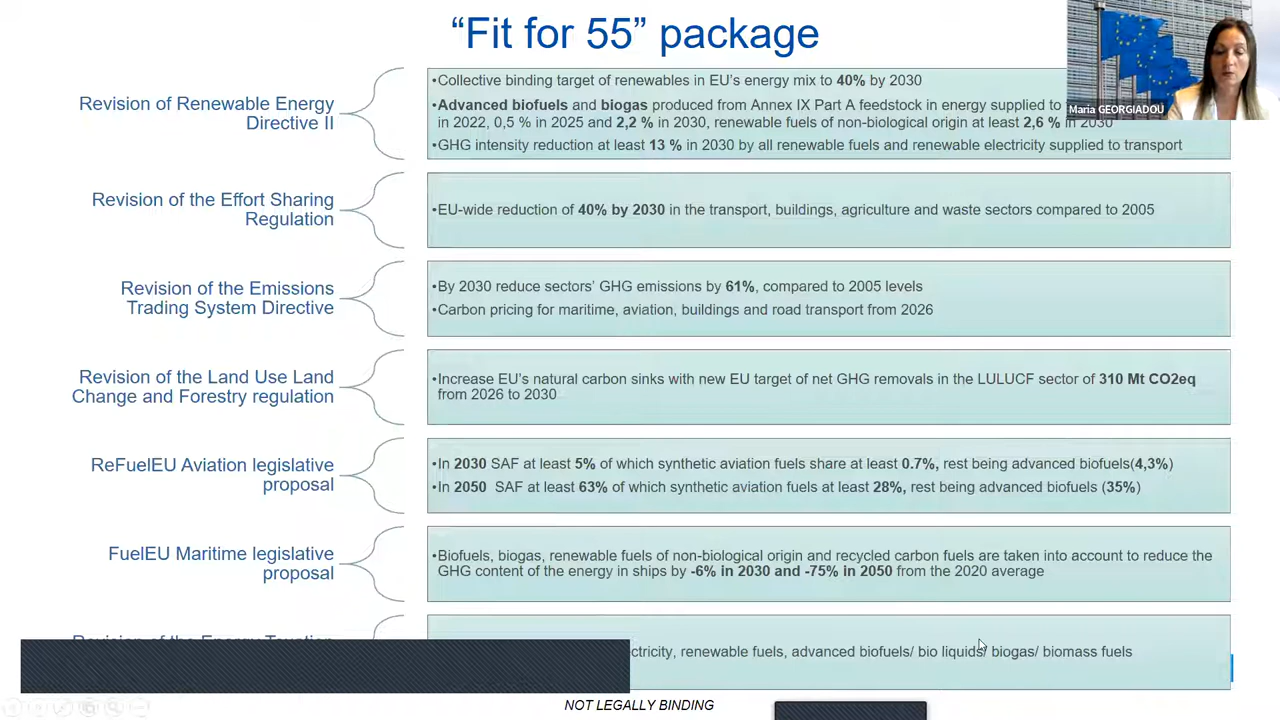 “Fit for 55” package
Maria GEORGIADOU
Revision of Renewable Energy
Directive II
•Collective binding target of renewables in EU’s energy mix to 40% by 2030
•Advanced biofuels and biogas produced from Annex IX Part A feedstock in energy supplied to
in 2022, 0,5 % in 2025 and 2,2 % in 2030, renewable fuels of non-biological origin at least 2,6 % in 2030
•GHG intensity reduction at least 13 % in 2030 by all renewable fuels and renewable electricity supplied to transport
Revision of the Effort Sharing
Regulation
•EU-wide reduction of 40% by 2030 in the transport, buildings, agriculture and waste sectors compared to 2005
Revision of the Emissions
Trading System Directive
•By 2030 reduce sectors’ GHG emissions by 61%, compared to 2005 levels
•Carbon pricing for maritime, aviation, buildings and road transport from 2026
Revision of the Land Use Land
Change and Forestry regulation
•Increase EU’s natural carbon sinks with new EU target of net GHG removals in the LULUCF sector of 310 Mt CO2eq
from 2026 to 2030
ReFuelEU Aviation legislative
proposal
•In 2030 SAF at least 5% of which synthetic aviation fuels share at least 0.7%, rest being advanced biofuels(4,3%)
•In 2050 SAF at least 63% of which synthetic aviation fuels at least 28%, rest being advanced biofuels (35%)
FuelEU Maritime legislative
proposal
•Biofuels, biogas, renewable fuels of non-biological origin and recycled carbon fuels are taken into account to reduce the
GHG content of the energy in ships by -6% in 2030 and -75% in 2050 from the 2020 average
Revision of the Energy Taxation
ctricity, renewable fuels, advanced biofuels/ bio liquids/ biogas/ biomass fuels
NOT LEGALLY BINDING